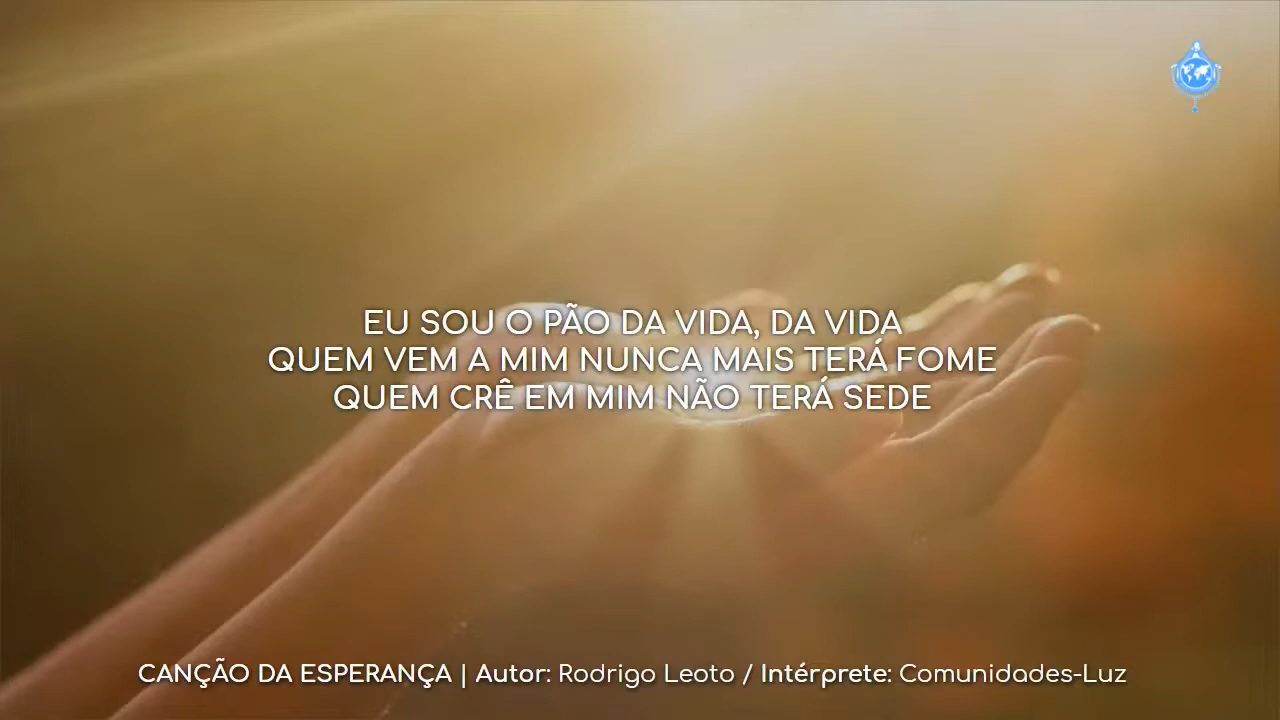 EU SOU O PÃO DA VIDA, DA VIDA
QUEM VEM A MIM NUNCA MAIS TERÁ FOME
QUEM CRÊ EM MIM NÃO TERÁ SEDE
CANÇÃO DA ESPERANÇA | Autor: Rodrigo Leoto / Intérprete: Comunidades-Luz